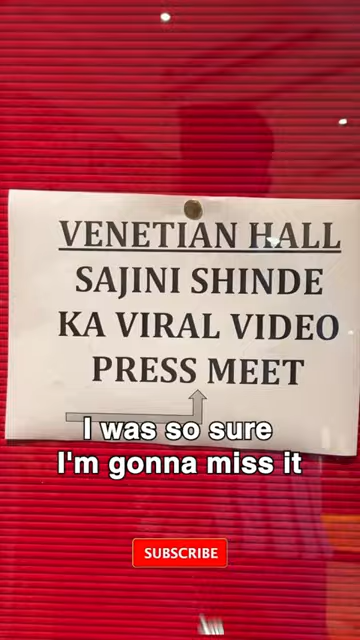 VENETIAN HALL
SAJINI SHINDE
KA VIRAL VIDEO
PRESS MEET
I was so sure
I'm gonna miss it
SUBSCRIBE